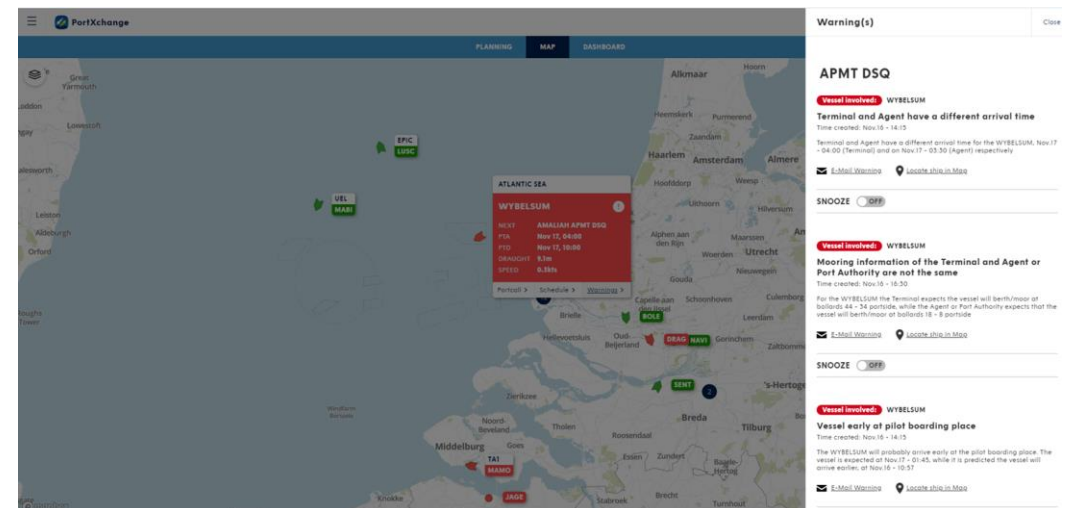 PortXchange
PLANNING MAP DASHBOARD
Great
Yarmouth
Lowestoft
Leiston
Aldeburgh
Orford
EPIC
LUSC
UEL
MARI
Alkmaar
Hoorn
Heemskerk
Purmerend
Zaandam
Haarlem
Amsterdam
Almere
Hoofddorp
Weesp
Uithoorn
Hilversum
Alphen aan
den Rijn
Maarssen
Woerden
Utrecht
Nieuwegein
Gouda
Capelle aan
den IJssel
Schoonhoven
Culemborg
Brielle
BOLE
Leerdam
Hellevoetsluis
Oud-
Beijerland
DRAG NAVI
Gorinchem
Zaltbomme
SENT
2
's-Hertoge
Zierikzee
Breda
Tilburg
Noord-
Beveland
Tholen
Roosendaal
Middelburg
Goes
TA1
MAMO
Essen
Zundert
Baarle-
Hertog
Knokke
JAGE
Stabroek
Brecht
Turnhout
ATLANTIC SEA
WYBELSUM
NEXT AMALIAH APMT DSQ
PTA Nov 17, 04:00
PTD Nov 17, 10:00
DRAUGHT 9.1m
SPEED 0.3kts
Portcall > Schedule > Warnings >
Warning(s)
Close
APMT DSQ
Vessel involved: WYBELSUM
Terminal and Agent have a different arrival time
Time created: Nov.16 - 14:15
Terminal and Agent have a different arrival time for the WYBELSUM, Nov.17
- 04:00 (Terminal) and on Nov.17 - 03:30 (Agent) respectively
E-Mail Warning Locate ship in Map
SNOOZE OFF
Vessel involved: WYBELSUM
Mooring information of the Terminal and Agent or
Port Authority are not the same
Time created: Nov.16 - 16:30
For the WYBELSUM the Terminal expects the vessel will berth/moor at
bollards 44 - 34 portside, while the Agent or Port Authority expects that the
vessel will berth/moor at bollards 18 - 8 portside
E-Mail Warning Locate ship in Map
SNOOZE OFF
Vessel involved: WYBELSUM
Vessel early at pilot boarding place
Time created: Nov.16 - 14:15
The WYBELSUM will probably arrive early at the pilot boarding place. The
vessel is expected at Nov.17 - 01:45, while it is predicted the vessel will
arrive earlier, at Nov.16 - 10:57
E-Mail Warning Locate ship in Map